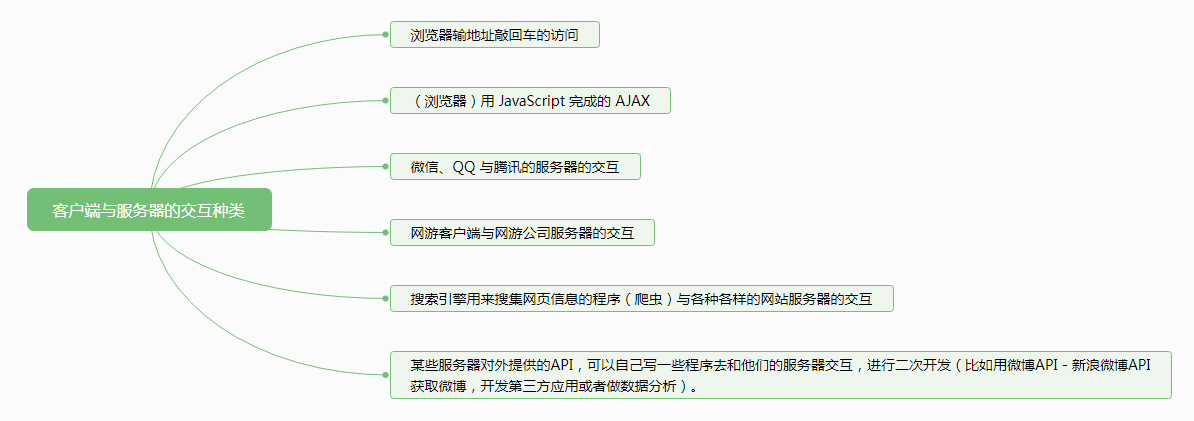 浏览器输地址敲回车的访问
（浏览器）用 JavaScript 完成的 AJAX
微信、QQ 与腾讯的服务器的交互
客户端与服务器的交互种类
网游客户端与网游公司服务器的交互
搜索引擎用来搜集网页信息的程序（爬虫）与各种各样的网站服务器的交互
某些服务器对外提供的API，可以自己写一些程序去和他们的服务器交互，进行二次开发（比如用微博API - 新浪微博API
获取微博，开发第三方应用或者做数据分析）。